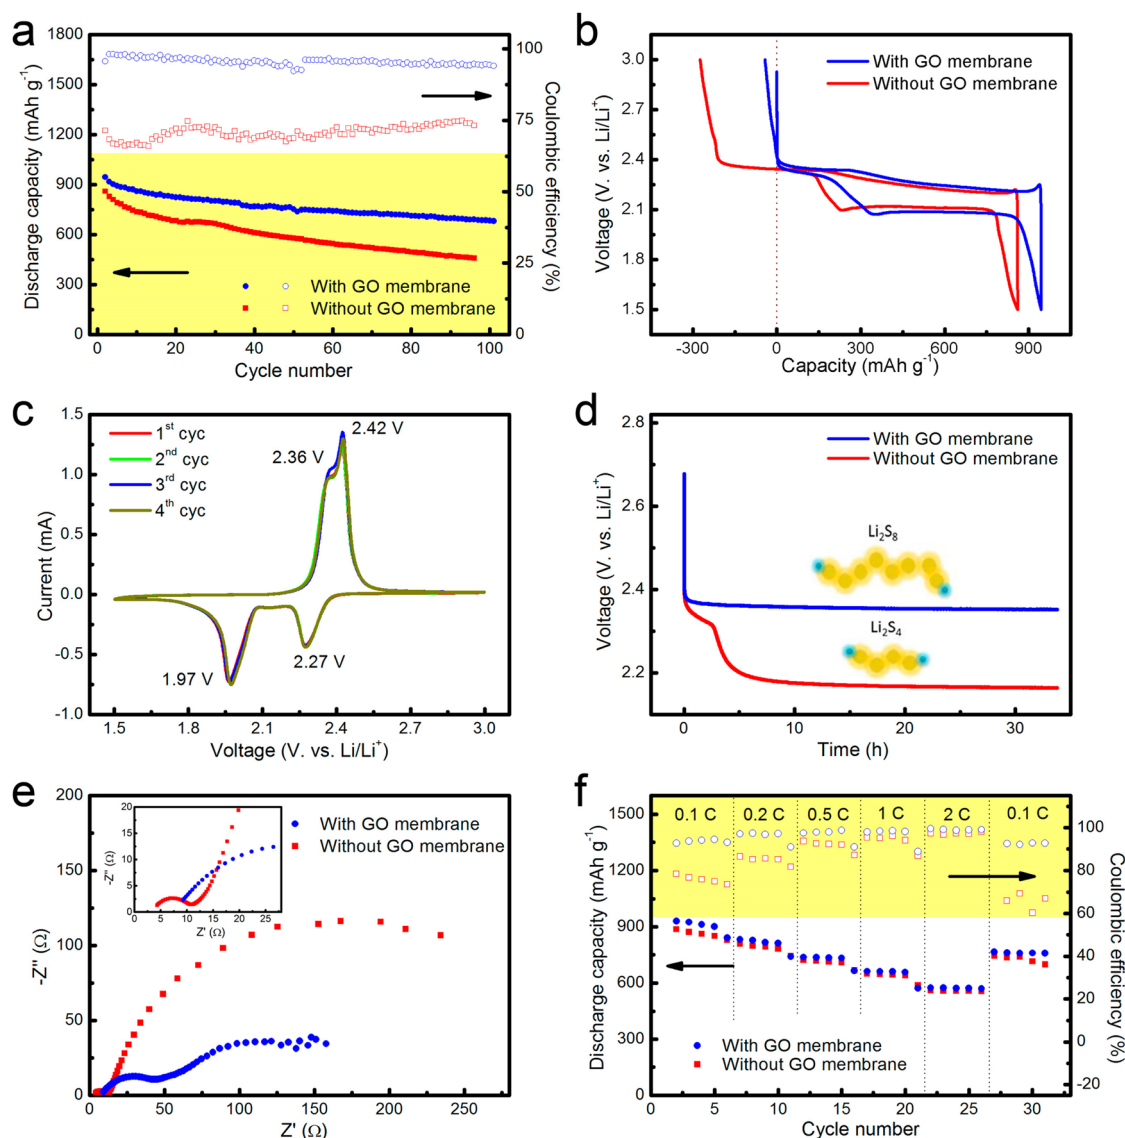 a
1800
1500
1200
900
600
300
0
Discharge capacity (mAh g⁻¹)
100
75
50
25
0
Coulombic efficiency (%)
With GO membrane
Without GO membrane
0 20 40 60 80 100
Cycle number
b
3.0
2.7
2.4
2.1
1.8
1.5
Voltage (V. vs. Li/Li⁺)
With GO membrane
Without GO membrane
-300 0 300 600 900
Capacity (mAh g⁻¹)
c
1.5
1.0
0.5
0.0
-0.5
-1.0
Current (mA)
1ˢᵗ cyc
2ⁿᵈ cyc
3ʳᵈ cyc
4ᵗʰ cyc
2.42 V
2.36 V
2.27 V
1.97 V
1.5 1.8 2.1 2.4 2.7 3.0
Voltage (V. vs. Li/Li⁺)
d
2.8
2.6
2.4
2.2
Voltage (V. vs. Li/Li⁺)
With GO membrane
Without GO membrane
Li₂S₈
Li₂S₄
0 10 20 30
Time (h)
e
200
150
100
50
0
-Z'' (Ω)
20
15
10
5
0
-Z'' (Ω)
0 5 10 15 20 25
Z' (Ω)
With GO membrane
Without GO membrane
0 50 100 150 200 250
Z' (Ω)
f
1500
1200
900
600
300
0
Discharge capacity (mAh g⁻¹)
0.1 C 0.2 C 0.5 C 1 C 2 C 0.1 C
100
80
60
40
20
0
-20
Coulombic efficiency (%)
With GO membrane
Without GO membrane
0 5 10 15 20 25 30
Cycle number